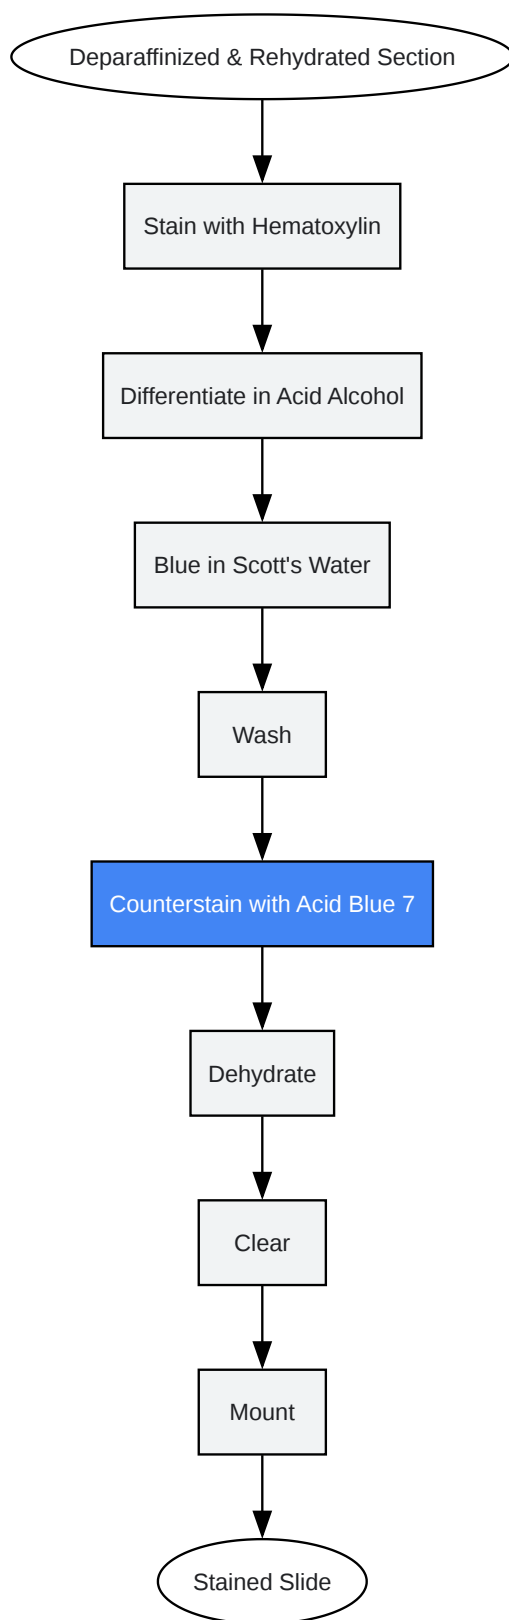 Deparaffinized & Rehydrated Section
Stain with Hematoxylin
Differentiate in Acid Alcohol
Blue in Scott's Water
Wash
Counterstain with Acid Blue 7
Dehydrate
Clear
Mount
Stained Slide